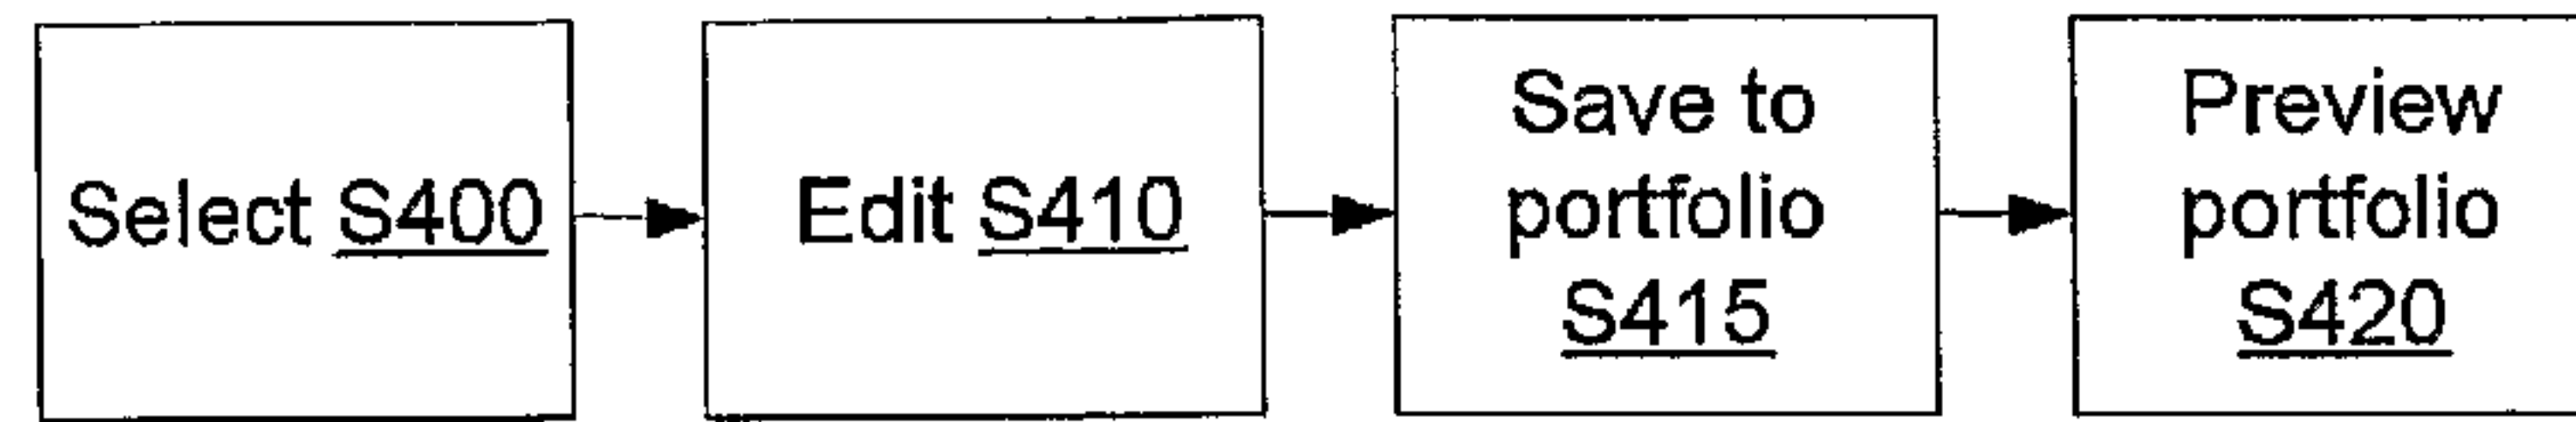 Select S400
Edit S410
Save to
portfolio
S415
Preview
portfolio
S420